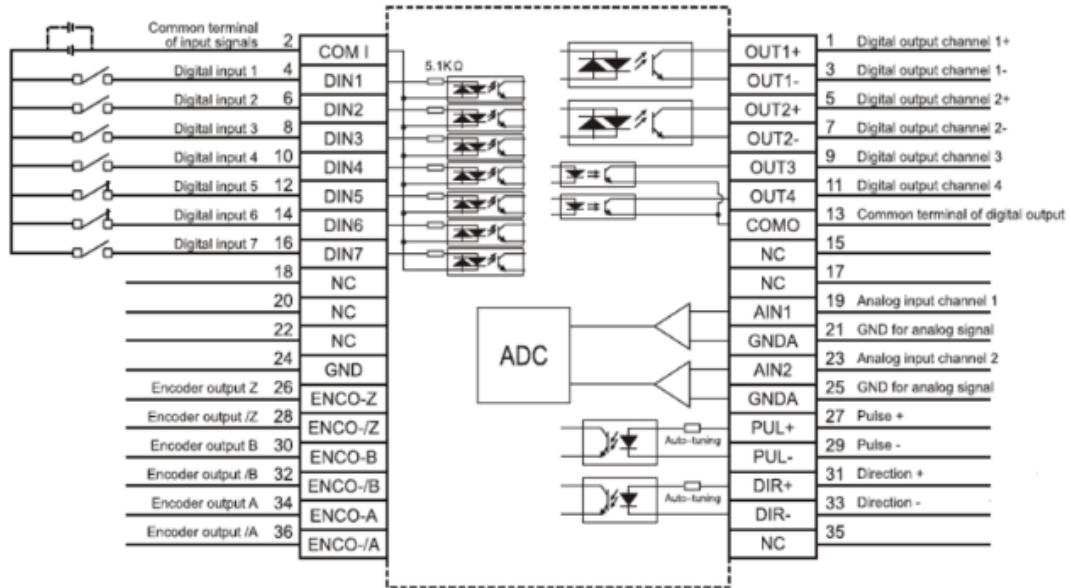 Common terminal
of input signals 2 COM I OUT1+ 1 Digital output channel 1+
Digital input 1 4 DIN1 5.1KΩ OUT1- 3 Digital output channel 1-
Digital input 2 6 DIN2 OUT2+ 5 Digital output channel 2+
Digital input 3 8 DIN3 OUT2- 7 Digital output channel 2-
Digital input 4 10 DIN4 OUT3 9 Digital output channel 3
Digital input 5 12 DIN5 OUT4 11 Digital output channel 4
Digital input 6 14 DIN6 COMO 13 Common terminal of digital output
Digital input 7 16 DIN7 NC 15
18 NC NC 17
20 NC AIN1 19 Analog input channel 1
22 NC ADC GNDA 21 GND for analog signal
24 GND AIN2 23 Analog input channel 2
Encoder output Z 26 ENCO-Z GNDA 25 GND for analog signal
Encoder output /Z 28 ENCO-/Z Auto-tuning PUL+ 27 Pulse +
Encoder output B 30 ENCO-B PUL- 29 Pulse -
Encoder output /B 32 ENCO-/B Auto-tuning DIR+ 31 Direction +
Encoder output A 34 ENCO-A DIR- 33 Direction -
Encoder output /A 36 ENCO-/A NC 35